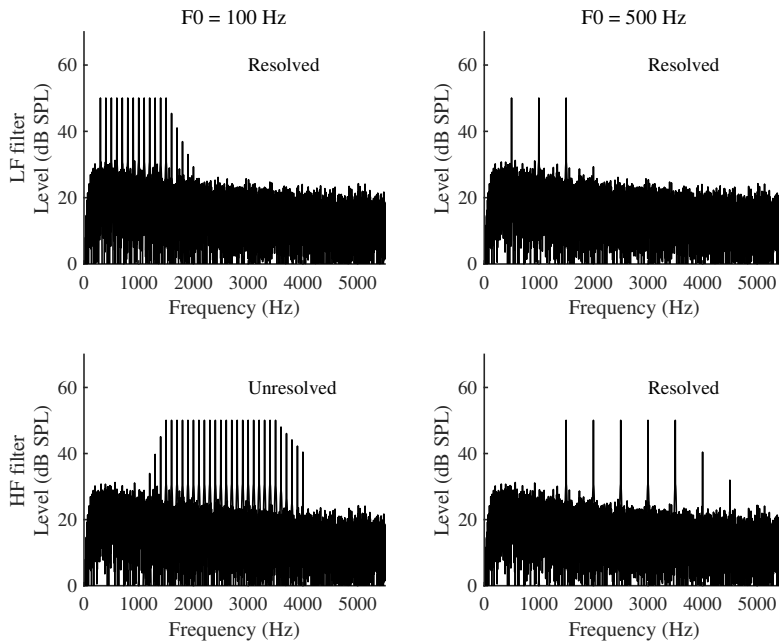 F0 = 100 Hz
F0 = 500 Hz
LF filter
Level (dB SPL)
60
40
20
0
Resolved
0 1000 2000 3000 4000 5000
Frequency (Hz)
Level (dB SPL)
60
40
20
0
Resolved
0 1000 2000 3000 4000 5000
Frequency (Hz)
HF filter
Level (dB SPL)
60
40
20
0
Unresolved
0 1000 2000 3000 4000 5000
Frequency (Hz)
Level (dB SPL)
60
40
20
0
Resolved
0 1000 2000 3000 4000 5000
Frequency (Hz)